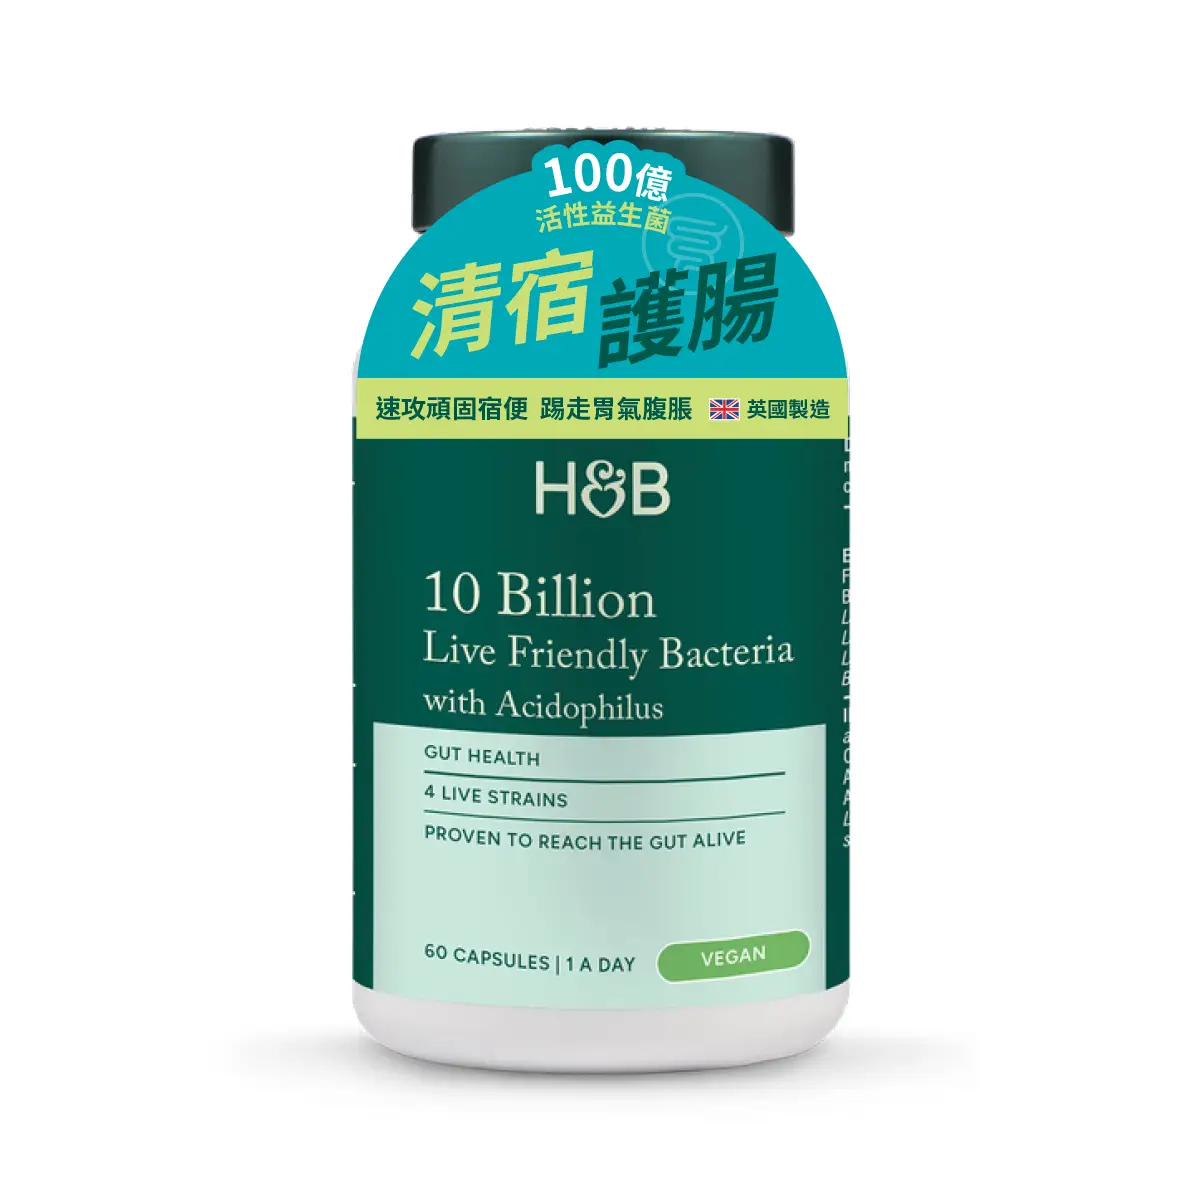 100億
活性益生菌
清宿護腸
速攻頑固宿便 踢走胃氣腹脹 英國製造
H&B
10 Billion
Live Friendly Bacteria
with Acidophilus
GUT HEALTH
4 LIVE STRAINS
PROVEN TO REACH THE GUT ALIVE
60 CAPSULES | 1 A DAY
VEGAN